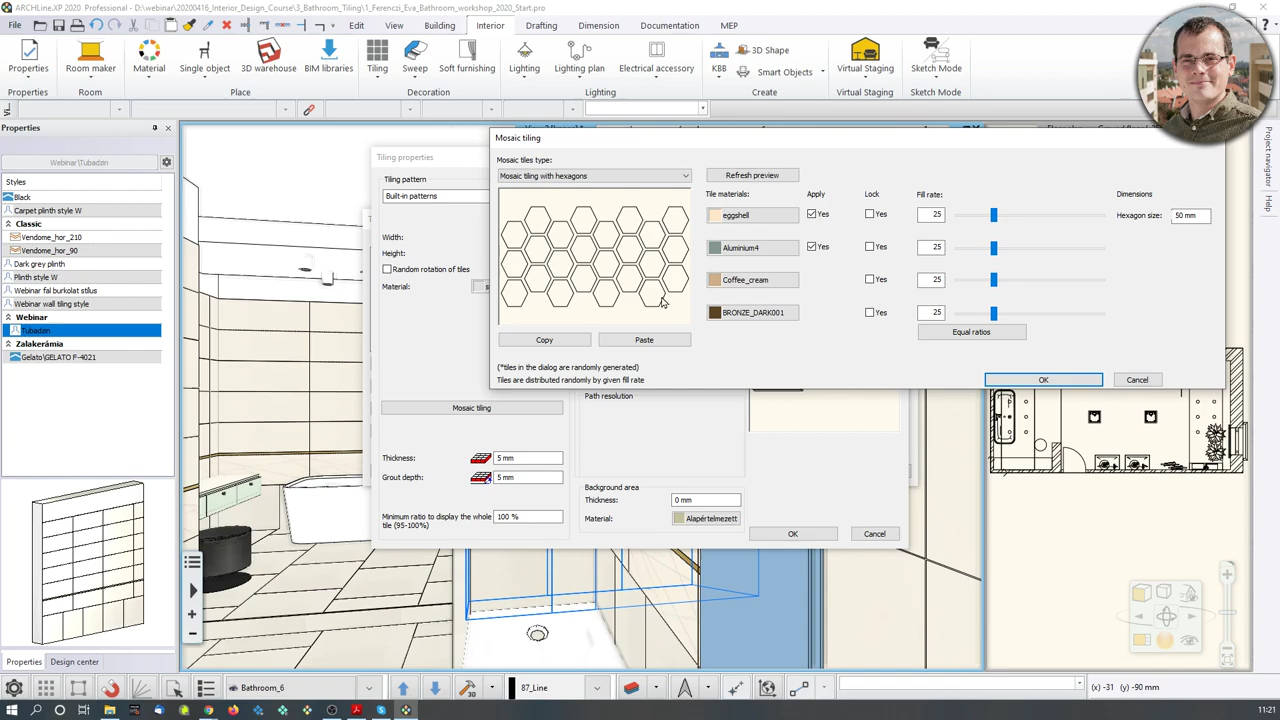 ARCHLine.XP 2020 Professional - D:\webinar\20200416_Interior_Design_Course\3_Bathroom_Tiling\1_Ferenczi_Eva_Bathroom_workshop_2020_Start.pro
File
Edit
View
Building
Interior
Drafting
Dimension
Documentation
MEP
Properties
Room maker
Material
Single object
3D warehouse
BIM libraries
Tiling
Sweep
Soft furnishing
Lighting
Lighting plan
Electrical accessory
KBB
3D Shape
Smart Objects
Virtual Staging
Sketch Mode
Properties
Room
Place
Decoration
Lighting
Create
Virtual Staging
Sketch Mode
Properties
Webinar\Tubadzin
Styles
Black
Carpet plinth style W
Classic
Vendome_hor_210
Vendome_hor_90
Dark grey plinth
Plinth style W
Webinar fal burkolat stílus
Webinar wall tiling style
Webinar
Tubadzin
Zalakerámia
Gelato\GELATO F-4021
Properties
Design center
Project navigator
Tiling properties
Tiling pattern
Built-in patterns
Width:
Height:
Random rotation of tiles
Material:
Mosaic tiling
Thickness:
5 mm
Grout depth:
5 mm
Minimum ratio to display the whole
tile (95-100%)
100 %
Path resolution
Background area
Thickness:
0 mm
Material:
Alapértelmezett
OK
Cancel
Mosaic tiling
Mosaic tiles type:
Mosaic tiling with hexagons
Refresh preview
Tile materials:
Apply
Lock
Fill rate:
Dimensions
eggshell
Yes
Yes
25
Hexagon size:
50 mm
Aluminium4
Yes
Yes
25
Coffee_cream
Yes
25
BRONZE_DARK001
Yes
25
Equal ratios
Copy
Paste
(*tiles in the dialog are randomly generated)
Tiles are distributed randomly by given fill rate
OK
Cancel
Bathroom_6
87_Line
(x) -31 (y) -90 mm
11:21